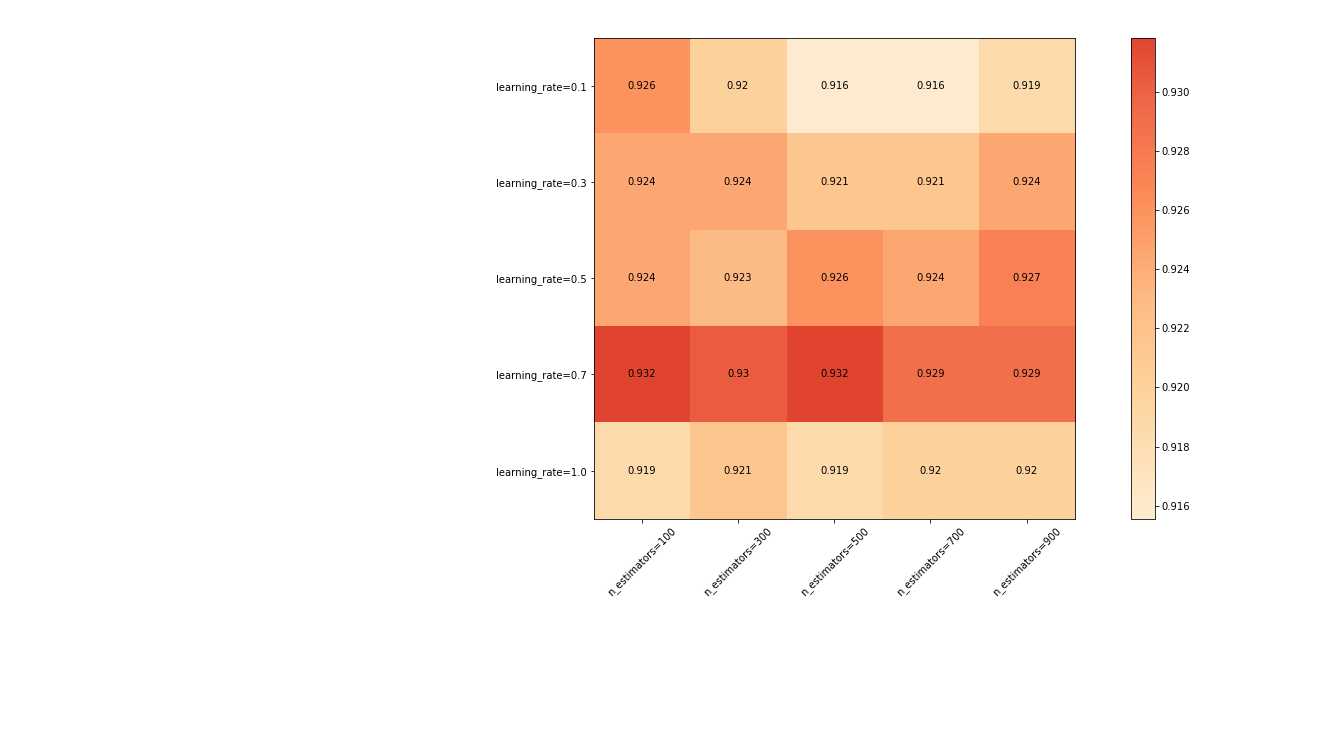 learning_rate=0.1 0.926 0.92 0.916 0.916 0.919
learning_rate=0.3 0.924 0.924 0.921 0.921 0.924
learning_rate=0.5 0.924 0.923 0.926 0.924 0.927
learning_rate=0.7 0.932 0.93 0.932 0.929 0.929
learning_rate=1.0 0.919 0.921 0.919 0.92 0.92
n_estimators=100 n_estimators=300 n_estimators=500 n_estimators=700 n_estimators=900
0.930
0.928
0.926
0.924
0.922
0.920
0.918
0.916